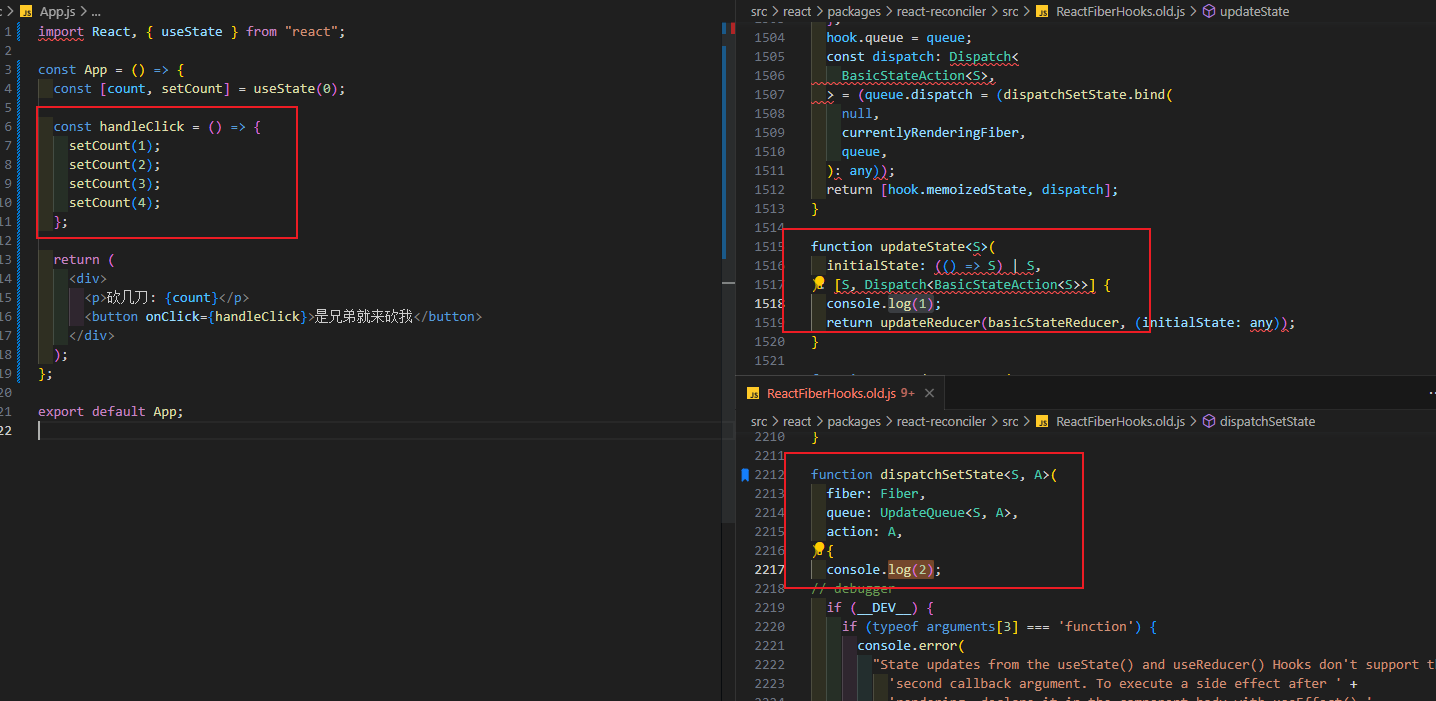 App.js > ...
1 import React, { useState } from "react";
2
3 const App = () => {
4 const [count, setCount] = useState(0);
5
6 const handleClick = () => {
7 setCount(1);
8 setCount(2);
9 setCount(3);
10 setCount(4);
11 };
12
13 return (
14 <div>
15 <p>砍几刀: {count}</p>
16 <button onClick={handleClick}>是兄弟就来砍我</button>
17 </div>
18 );
19 };
20
21 export default App;
22
src > react > packages > react-reconciler > src > JS ReactFiberHooks.old.js > updateState
1504 hook.queue = queue;
1505 const dispatch: Dispatch<
1506 BasicStateAction<S>,
1507 > = (queue.dispatch = (dispatchSetState.bind(
1508 null,
1509 currentlyRenderingFiber,
1510 queue,
1511 ): any));
1512 return [hook.memoizedState, dispatch];
1513 }
1514
1515 function updateState<S>(
1516 initialState: (() => S) | S,
1517 [S, Dispatch<BasicStateAction<S>>] {
1518 console.log(1);
1519 return updateReducer(basicStateReducer, (initialState: any));
1520 }
1521
JS ReactFiberHooks.old.js 9+
src > react > packages > react-reconciler > src > JS ReactFiberHooks.old.js > dispatchSetState
2210 }
2211
2212 function dispatchSetState<S, A>(
2213 fiber: Fiber,
2214 queue: UpdateQueue<S, A>,
2215 action: A,
2216 ) {
2217 console.log(2);
2218 // debugger
2219 if (__DEV__) {
2220 if (typeof arguments[3] === 'function') {
2221 console.error(
2222 "State updates from the useState() and useReducer() Hooks don't support
2223 'second callback argument. To execute a side effect after ' +